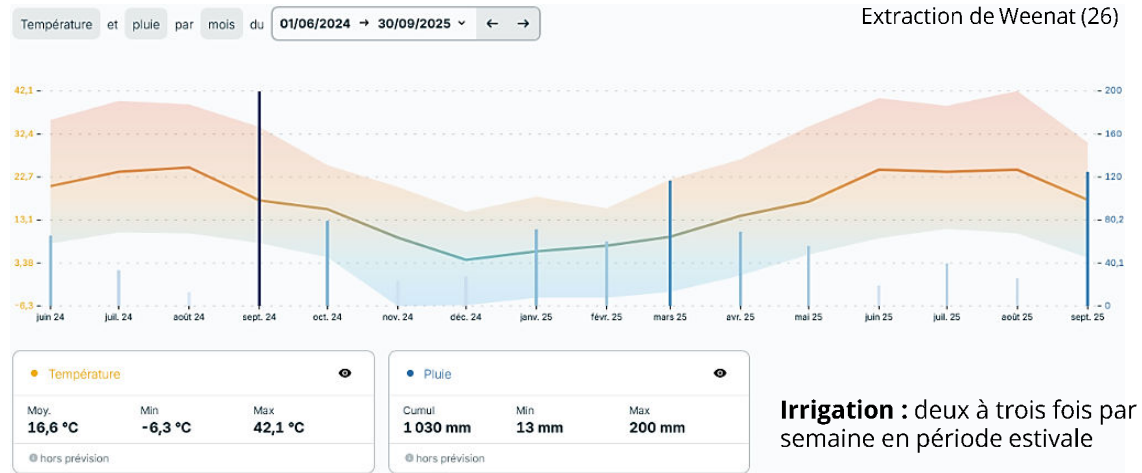 Température et pluie par mois du 01/06/2024 → 30/09/2025 ← →
Extraction de Weenat (26)
42,1
32,4
22,7
13,1
3,38
-6,3
200
160
120
80,2
40,1
0
juin 24 juil. 24 août 24 sept. 24 oct. 24 nov. 24 déc. 24 janv. 25 févr. 25 mars 25 avr. 25 mai 25 juin 25 juil. 25 août 25 sept. 25
Température
Moy. Min Max
16,6 °C -6,3 °C 42,1 °C
hors prévision
Pluie
Cumul Min Max
1 030 mm 13 mm 200 mm
hors prévision
Irrigation : deux à trois fois par
semaine en période estivale